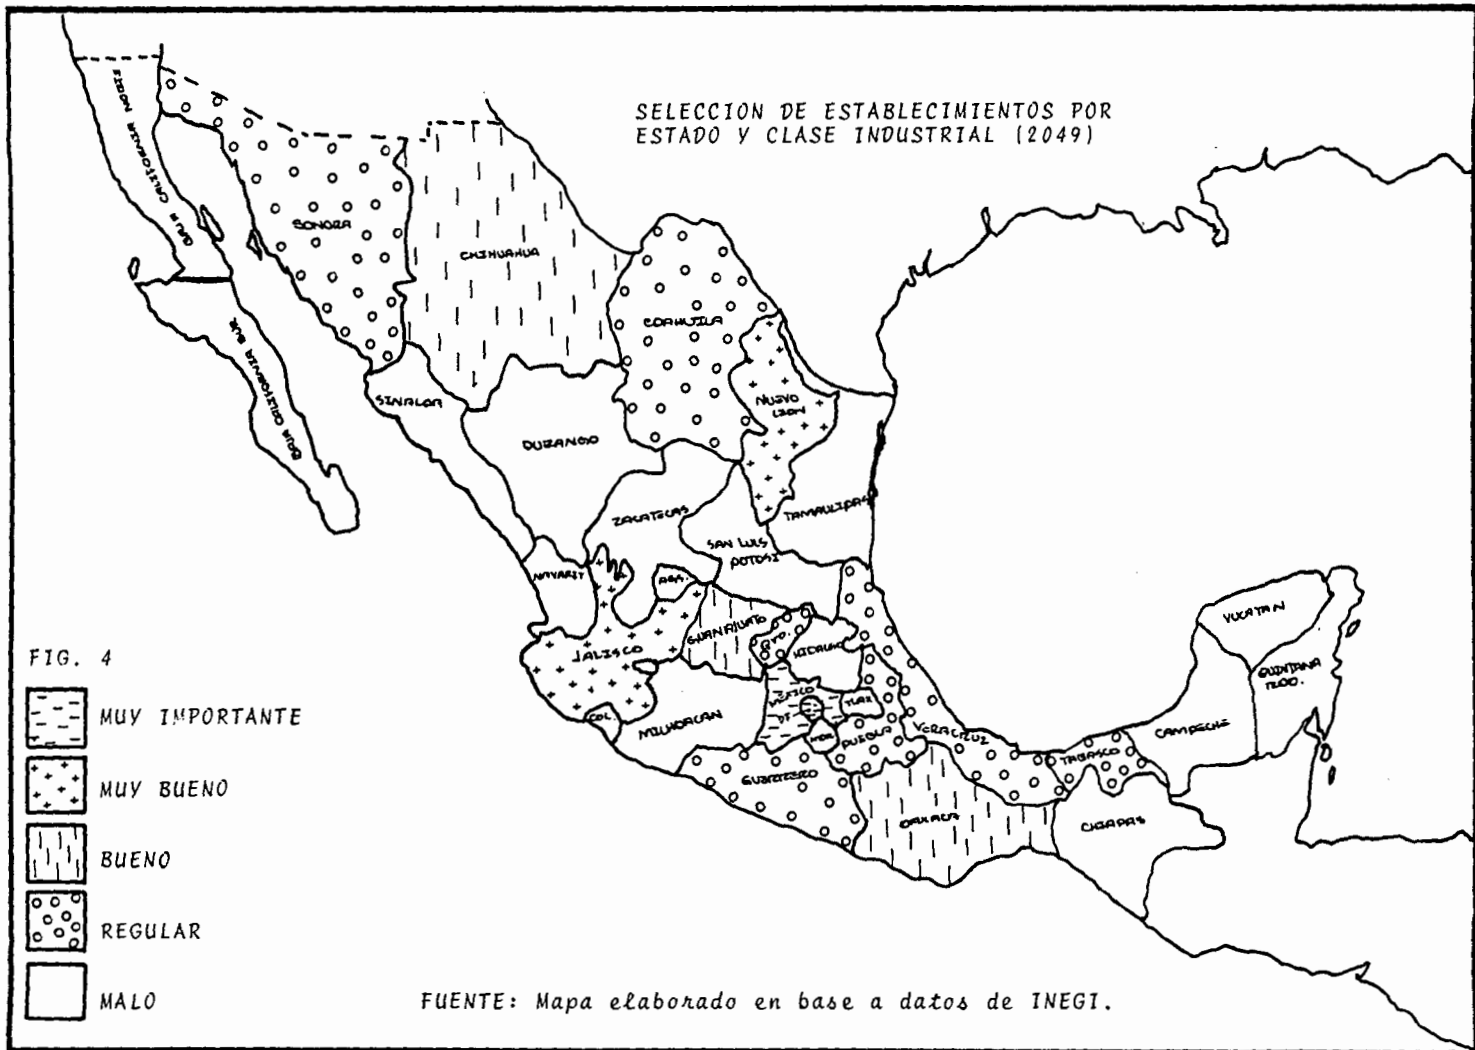 SELECCION DE ESTABLECIMIENTOS POR
ESTADO Y CLASE INDUSTRIAL (2049)
BAJA CALIFORNIA NORTE
BAJA CALIFORNIA SUR
SONORA
CHIHUAHUA
COAHUILA
NUEVO
LEON
SINALOA
DURANGO
ZACATECAS
TAMAULIPAS
SAN LUIS
POTOSI
NAYARIT
AGS.
JALISCO
GUANAJUATO
QRO.
HIDALGO
COL.
MICHOACAN
MEXICO
DF
TLAX
MOR
PUEBLA
VERACRUZ
GUERRERO
OAXACA
TABASCO
CHIAPAS
CAMPECHE
YUCATAN
QUINTANA
ROO.
FIG. 4
MUY IMPORTANTE
MUY BUENO
BUENO
REGULAR
MALO
FUENTE: Mapa elaborado en base a datos de INEGI.